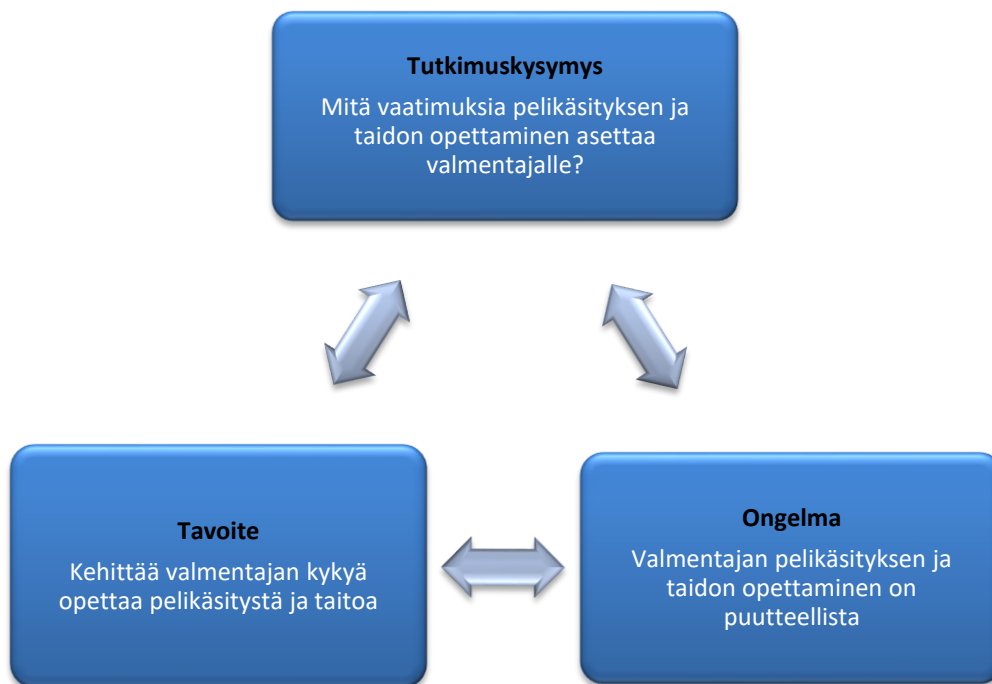 Tutkimuskysymys
Mitä vaatimuksia pelikäsityksen ja
taidon opettaminen asettaa
valmentajalle?
Tavoite
Kehittää valmentajan kykyä
opettaa pelikäsitystä ja taitoa
Ongelma
Valmentajan pelikäsityksen ja
taidon opettaminen on
puutteellista